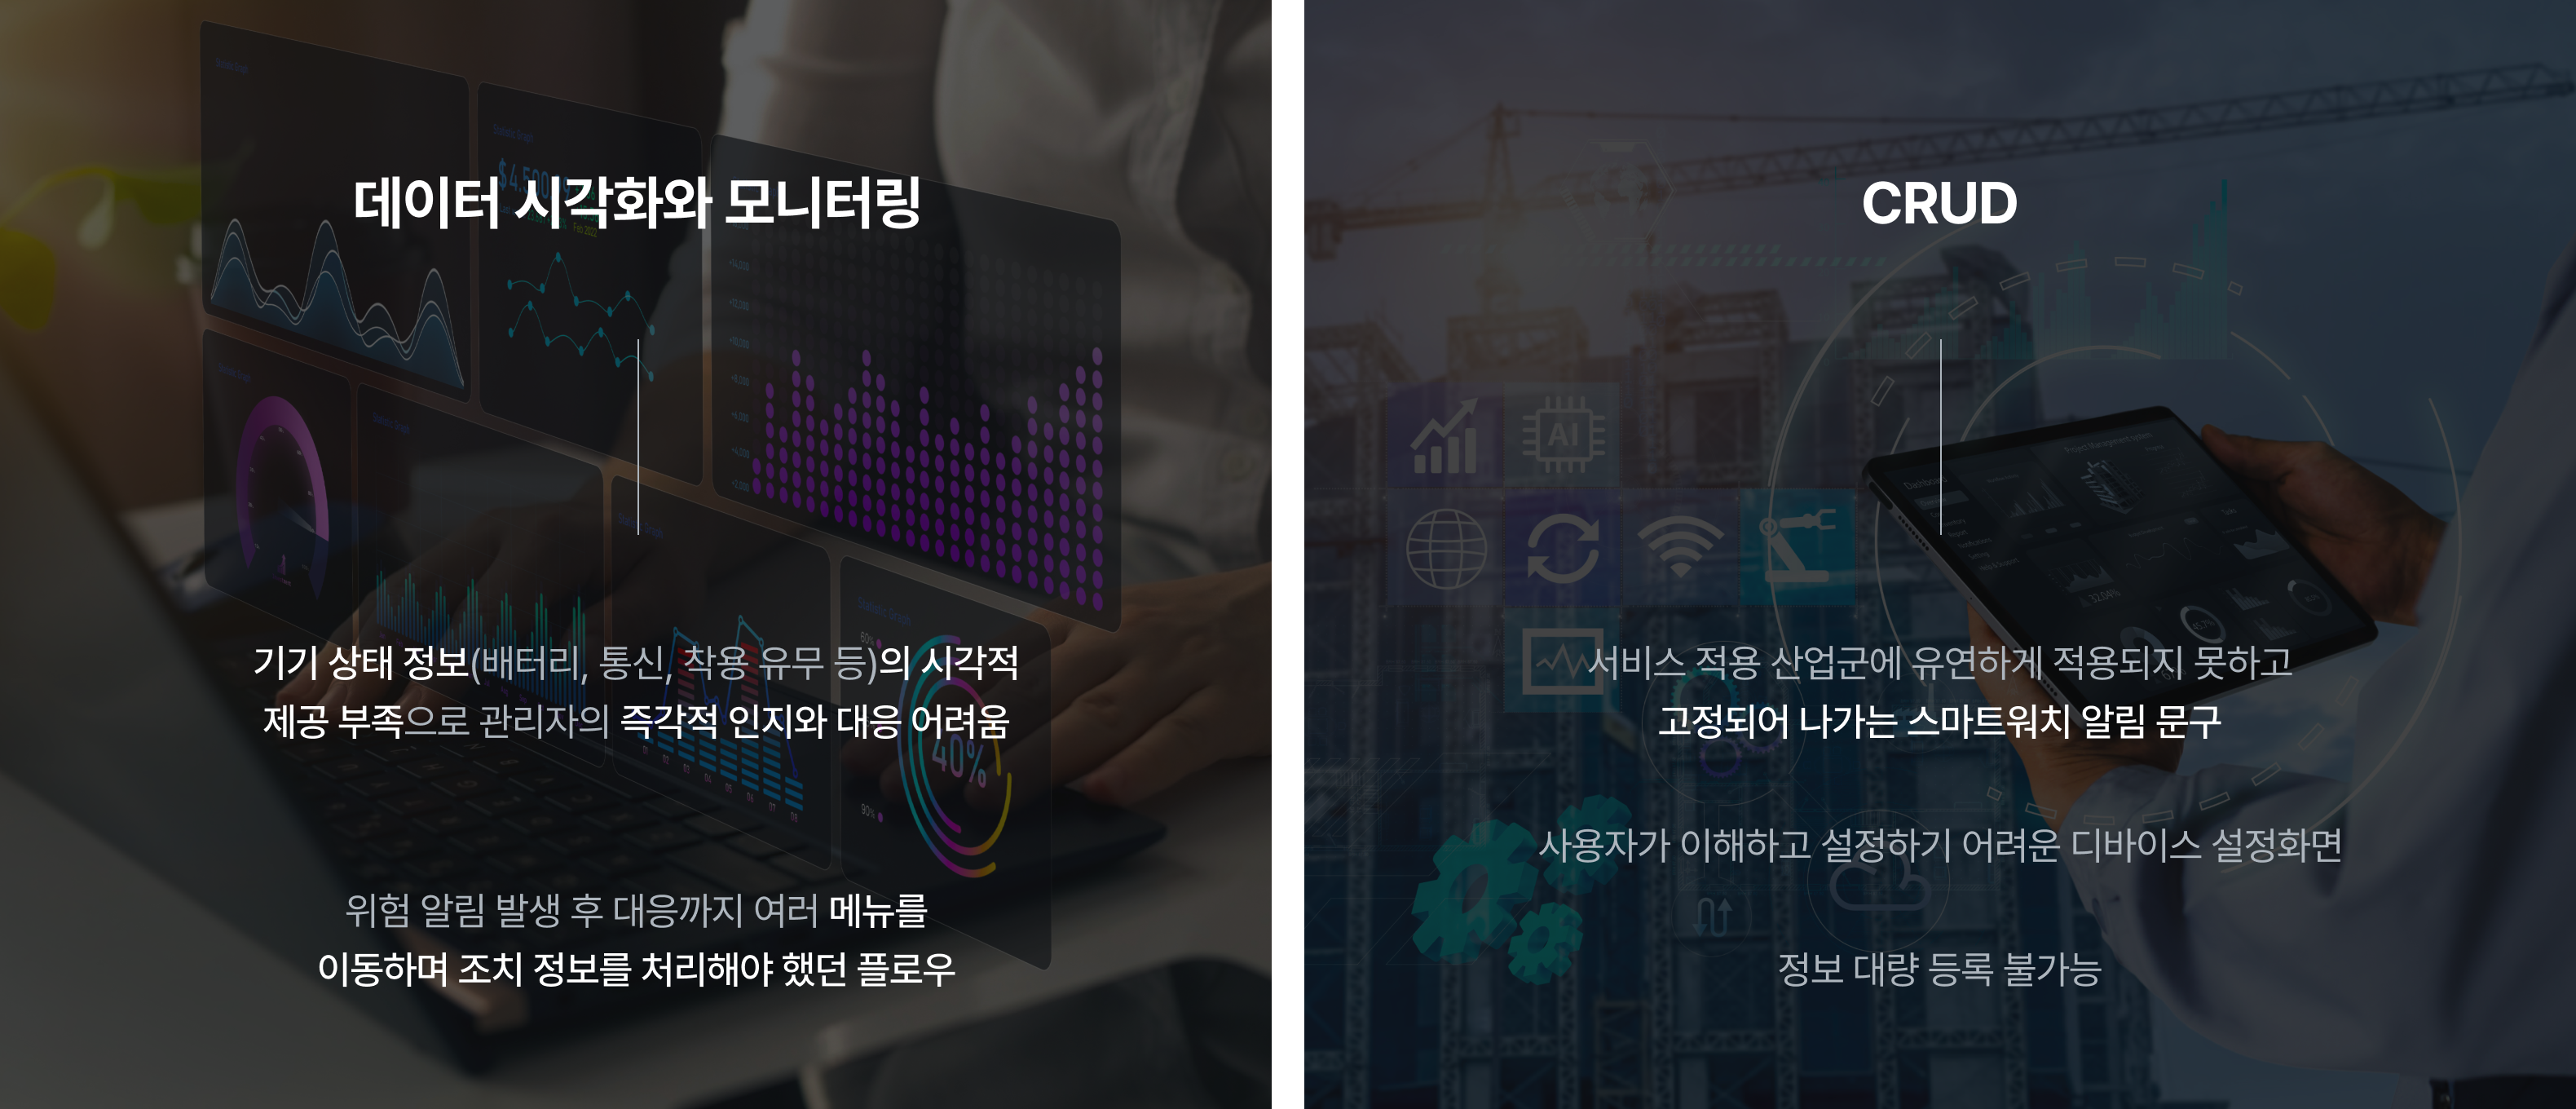 데이터 시각화와 모니터링
기기 상태 정보(배터리, 통신, 착용 유무 등)의 시각적
제공 부족으로 관리자의 즉각적 인지와 대응 어려움
위험 알림 발생 후 대응까지 여러 메뉴를
이동하며 조치 정보를 처리해야 했던 플로우
40%
60%
90%
CRUD
AI
서비스 적용 산업군에 유연하게 적용되지 못하고
고정되어 나가는 스마트워치 알림 문구
사용자가 이해하고 설정하기 어려운 디바이스 설정화면
정보 대량 등록 불가능